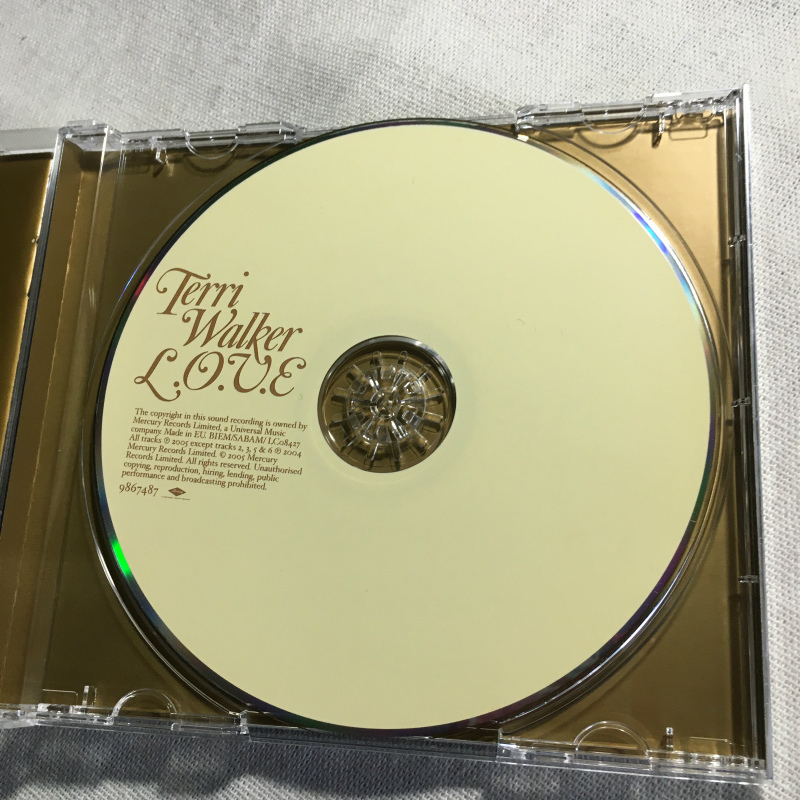 Terri
Walker
L.O.V.E
The copyright in this sound recording is owned by
Mercury Records Limited, a Universal Music
company. Made in EU. BIEM/SABAM/ LC08427
All tracks ℗ 2005 except tracks 2, 3, 5 & 6 ℗ 2004
Mercury Records Limited. © 2005 Mercury
Records Limited. All rights reserved. Unauthorised
copying, reproduction, hiring, lending, public
performance and broadcasting prohibited.
9867487